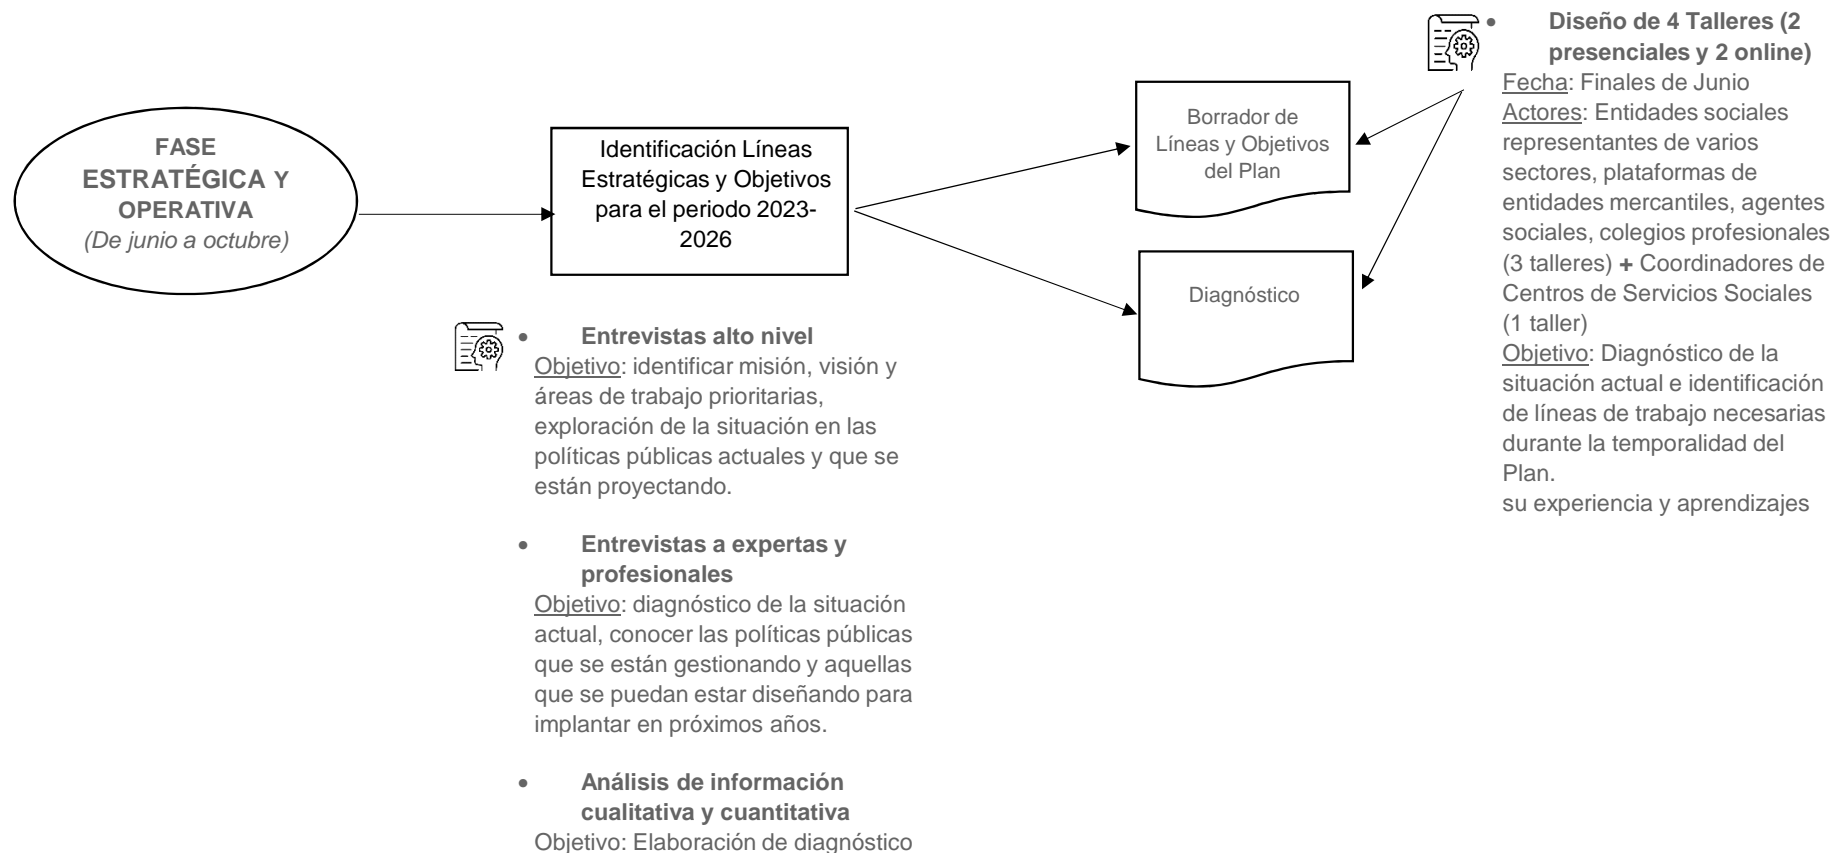 FASE
ESTRATÉGICA Y
OPERATIVA
(De junio a octubre)
Identificación Líneas
Estratégicas y Objetivos
para el periodo 2023-
2026
• Entrevistas alto nivel
Objetivo: identificar misión, visión y
áreas de trabajo prioritarias,
exploración de la situación en las
políticas públicas actuales y que se
están proyectando.
• Entrevistas a expertas y
profesionales
Objetivo: diagnóstico de la situación
actual, conocer las políticas públicas
que se están gestionando y aquellas
que se puedan estar diseñando para
implantar en próximos años.
• Análisis de información
cualitativa y cuantitativa
Objetivo: Elaboración de diagnóstico
Borrador de
Líneas y Objetivos
del Plan
Diagnóstico
• Diseño de 4 Talleres (2
presenciales y 2 online)
Fecha: Finales de Junio
Actores: Entidades sociales
representantes de varios
sectores, plataformas de
entidades mercantiles, agentes
sociales, colegios profesionales
(3 talleres) + Coordinadores de
Centros de Servicios Sociales
(1 taller)
Objetivo: Diagnóstico de la
situación actual e identificación
de líneas de trabajo necesarias
durante la temporalidad del
Plan.
su experiencia y aprendizajes